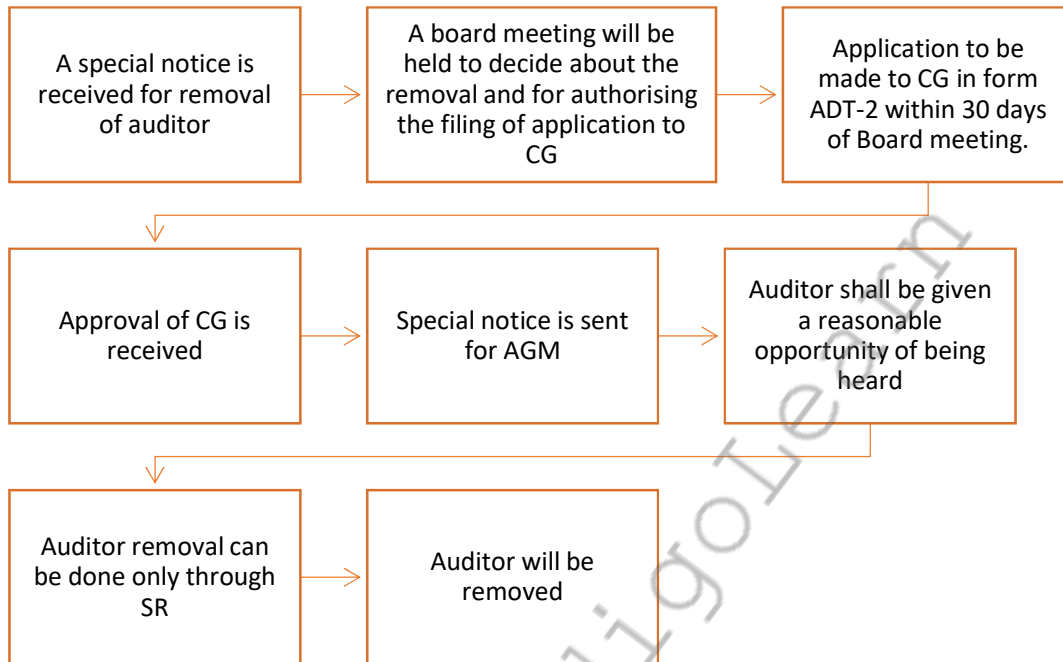 A special notice is
received for removal
of auditor
A board meeting will be
held to decide about the
removal and for authorising
the filing of application to
CG
Application to be
made to CG in form
ADT-2 within 30 days
of Board meeting.
Approval of CG is
received
Special notice is sent
for AGM
Auditor shall be given
a reasonable
opportunity of being
heard
Auditor removal can
be done only through
SR
Auditor will be
removed